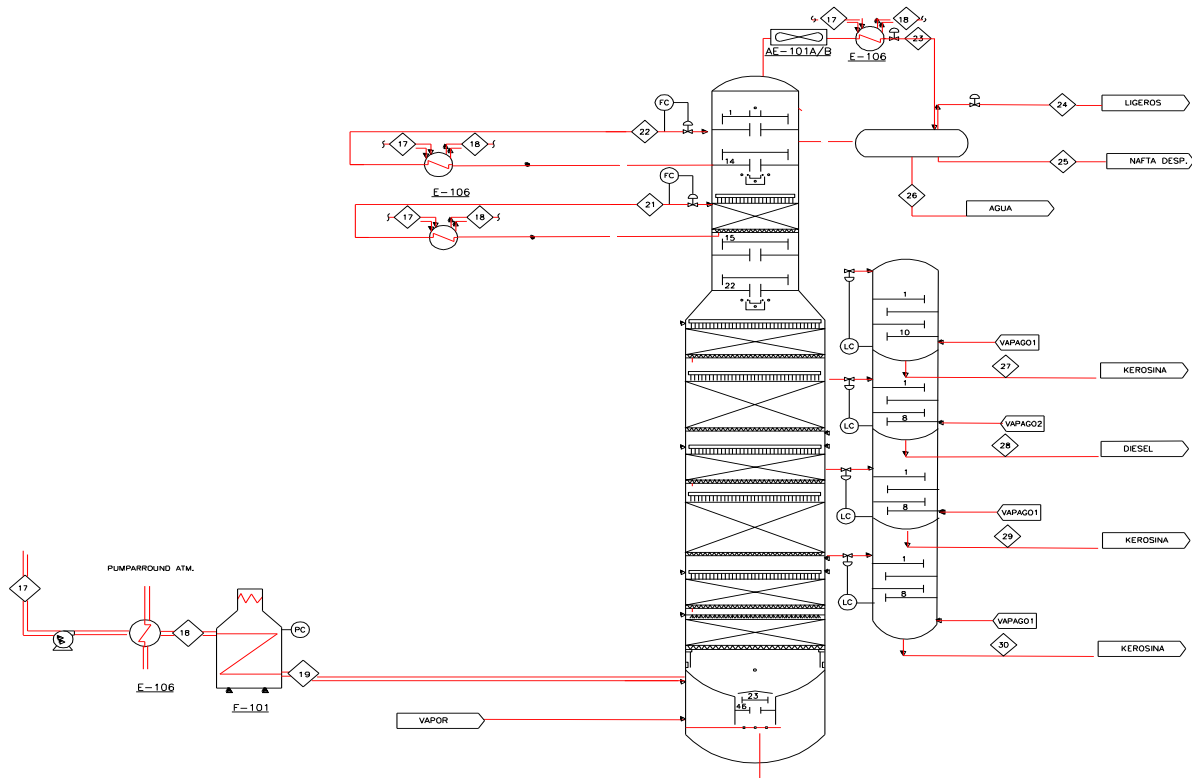 17
18
23
AE-101A/B
E-106
FC
1
22
24
LIGEROS
17
18
14
25
NAFTA DESP.
E-106
FC
26
21
AGUA
17
18
15
22
1
10
LC
VAPAGO1
27
KEROSINA
1
8
LC
VAPAGO2
28
DIESEL
1
8
LC
VAPAGO1
29
KEROSINA
1
8
LC
VAPAGO1
30
KEROSINA
17
PUMPARROUND ATM.
18
PC
E-106
F-101
19
23
46
VAPOR